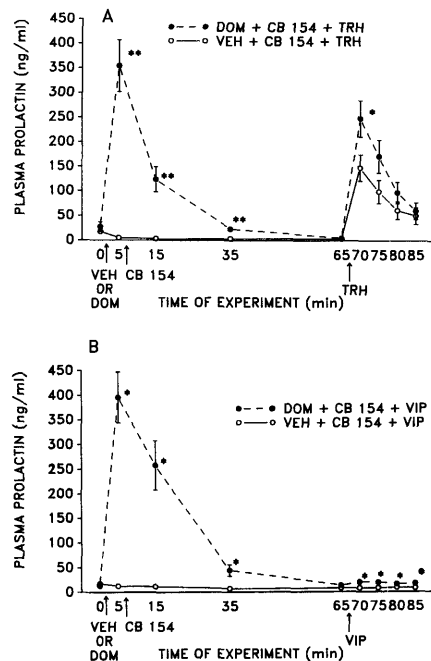 A
DOM + CB 154 + TRH
VEH + CB 154 + TRH
PLASMA PROLACTIN (ng/ml)
450
400
350
300
250
200
150
100
50
0
**
**
**
*
0 5 15 35 65 70 75 80 85
VEH OR DOM
CB 154
TIME OF EXPERIMENT (min)
TRH
B
DOM + CB 154 + VIP
VEH + CB 154 + VIP
PLASMA PROLACTIN (ng/ml)
450
400
350
300
250
200
150
100
50
0
*
*
*
* * *
0 5 15 35 65 70 75 80 85
VEH OR DOM
CB 154
TIME OF EXPERIMENT (min)
VIP